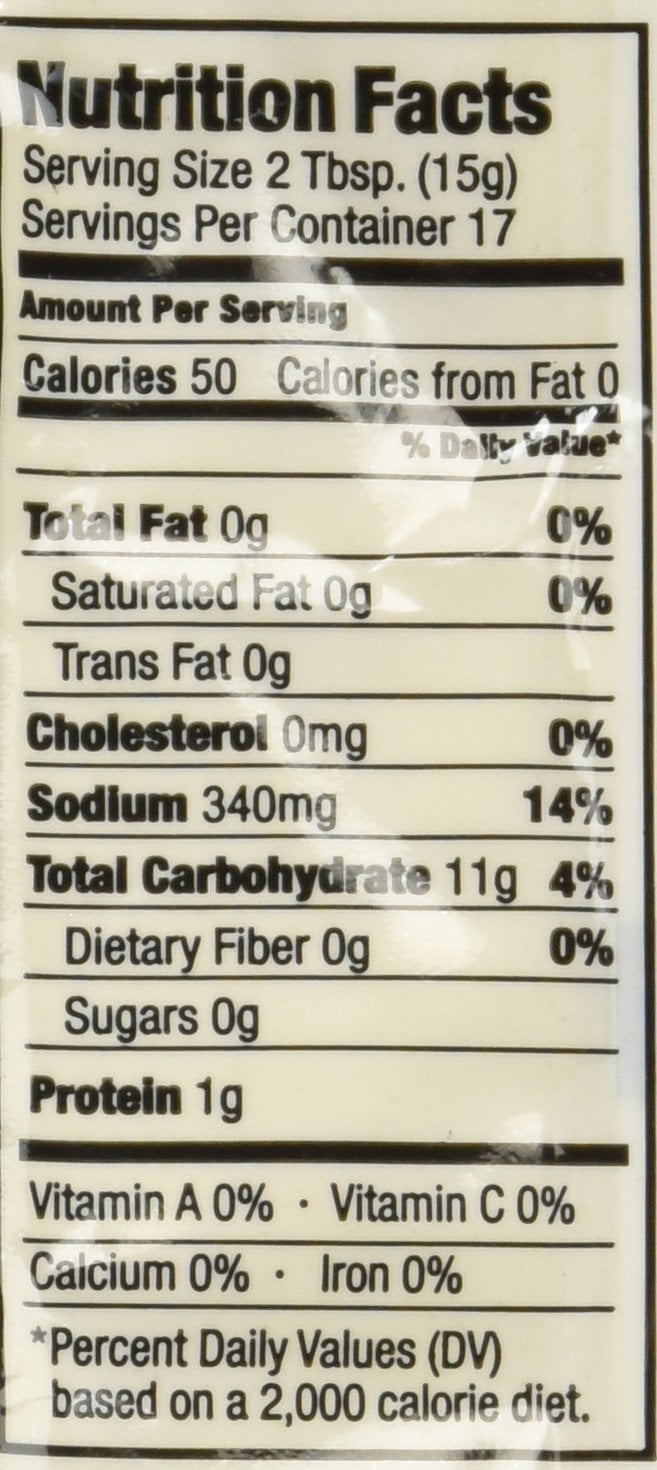 Nutrition Facts
Serving Size 2 Tbsp. (15g)
Servings Per Container 17
Amount Per Serving
Calories 50 Calories from Fat 0
% Daily Value*
Total Fat 0g 0%
Saturated Fat 0g 0%
Trans Fat 0g
Cholesterol 0mg 0%
Sodium 340mg 14%
Total Carbohydrate 11g 4%
Dietary Fiber 0g 0%
Sugars 0g
Protein 1g
Vitamin A 0% · Vitamin C 0%
Calcium 0% · Iron 0%
*Percent Daily Values (DV)
based on a 2,000 calorie diet.